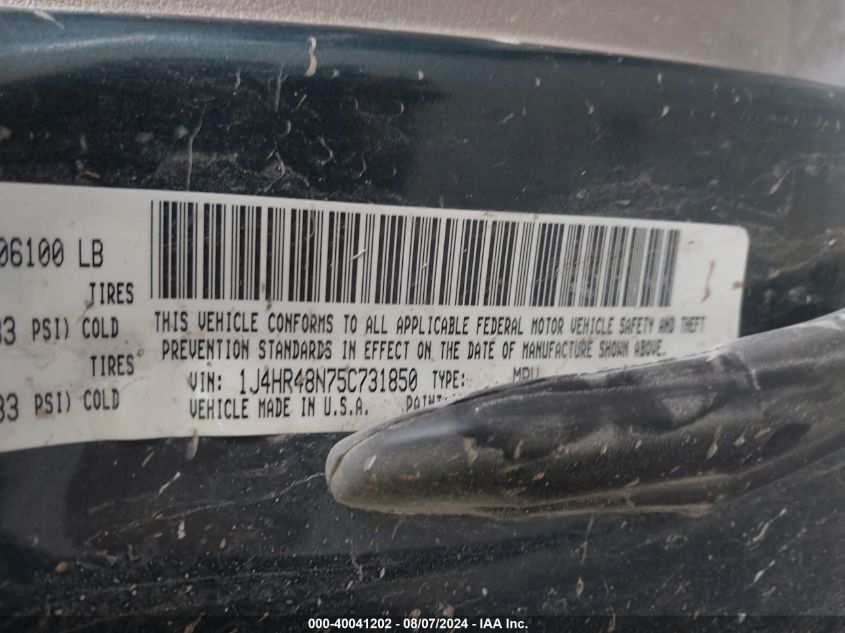 06100 LB
TIRES
33 PSI) COLD
TIRES
33 PSI) COLD
THIS VEHICLE CONFORMS TO ALL APPLICABLE FEDERAL MOTOR VEHICLE SAFETY AND THEFT
PREVENTION STANDARDS IN EFFECT ON THE DATE OF MANUFACTURE SHOWN ABOVE.
VIN: 1J4HR48N75C731850 TYPE: MPV
VEHICLE MADE IN U.S.A. PAINT:
000-40041202 - 08/07/2024 - IAA Inc.